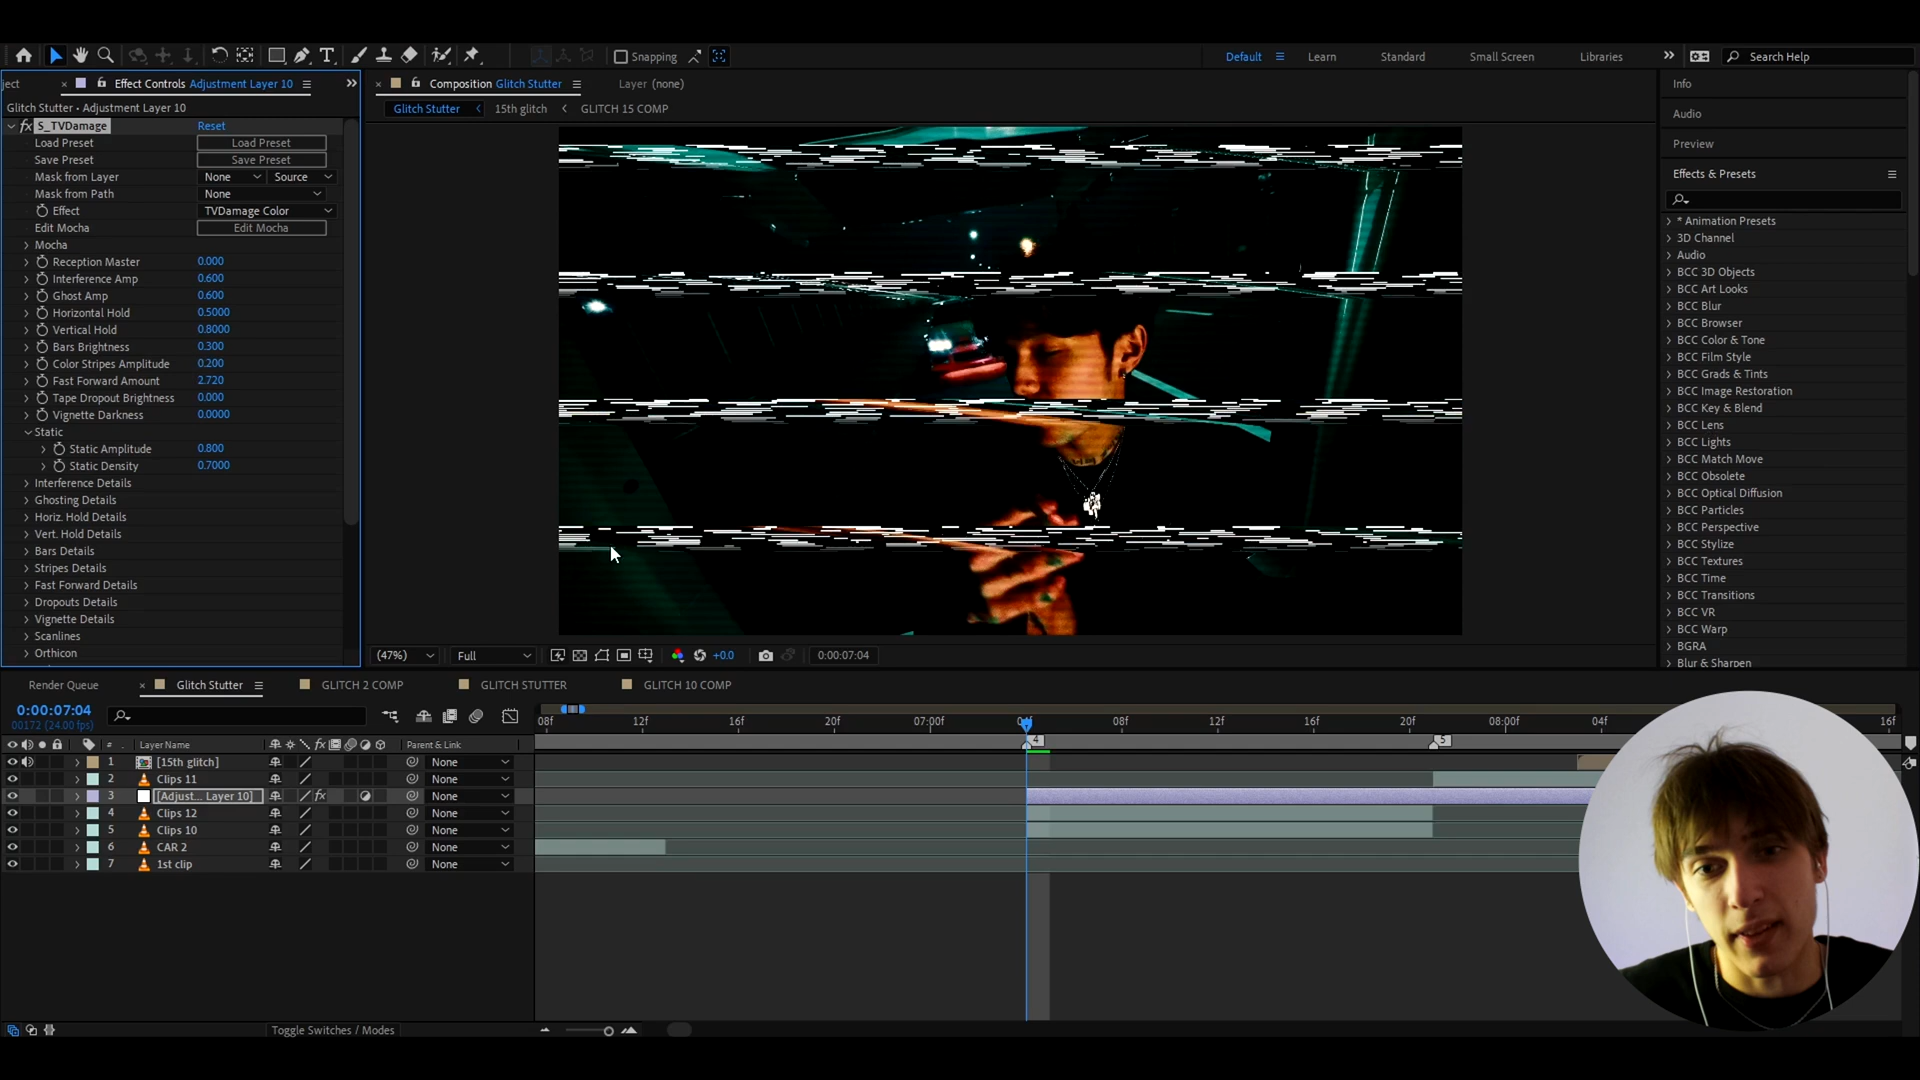 Snapping
Default
Learn
Standard
Small Screen
Libraries
Search Help
ject
Effect Controls Adjustment Layer 10
Composition Glitch Stutter
Layer (none)
Glitch Stutter • Adjustment Layer 10
Glitch Stutter
15th glitch
GLITCH 15 COMP
fx S_TVDamage Reset
Load Preset Load Preset
Save Preset Save Preset
Mask from Layer None Source
Mask from Path None
Effect TVDamage Color
Edit Mocha Edit Mocha
Mocha
Reception Master 0.000
Interference Amp 0.600
Ghost Amp 0.600
Horizontal Hold 0.5000
Vertical Hold 0.8000
Bars Brightness 0.300
Color Stripes Amplitude 0.200
Fast Forward Amount 2.720
Tape Dropout Brightness 0.000
Vignette Darkness 0.0000
Static
Static Amplitude 0.800
Static Density 0.7000
Interference Details
Ghosting Details
Horiz. Hold Details
Vert. Hold Details
Bars Details
Stripes Details
Fast Forward Details
Dropouts Details
Vignette Details
Scanlines
Orthicon
(47%) Full +0.0 0:00:07:04
Info
Audio
Preview
Effects & Presets
* Animation Presets
3D Channel
Audio
BCC 3D Objects
BCC Art Looks
BCC Blur
BCC Browser
BCC Color & Tone
BCC Film Style
BCC Grads & Tints
BCC Image Restoration
BCC Key & Blend
BCC Lens
BCC Lights
BCC Match Move
BCC Obsolete
BCC Optical Diffusion
BCC Particles
BCC Perspective
BCC Stylize
BCC Textures
BCC Time
BCC Transitions
BCC VR
BCC Warp
BGRA
Blur & Sharpen
Render Queue
Glitch Stutter
GLITCH 2 COMP
GLITCH STUTTER
GLITCH 10 COMP
0:00:07:04
00172 (24.00 fps)
08f 12f 16f 20f 07:00f 08f 12f 16f 20f 08:00f 04f 16f
4 5
# Layer Name fx Parent & Link
1 [15th glitch] None
2 Clips 11 None
3 [Adjust... Layer 10] fx None
4 Clips 12 None
5 Clips 10 None
6 CAR 2 None
7 1st clip None
Toggle Switches / Modes